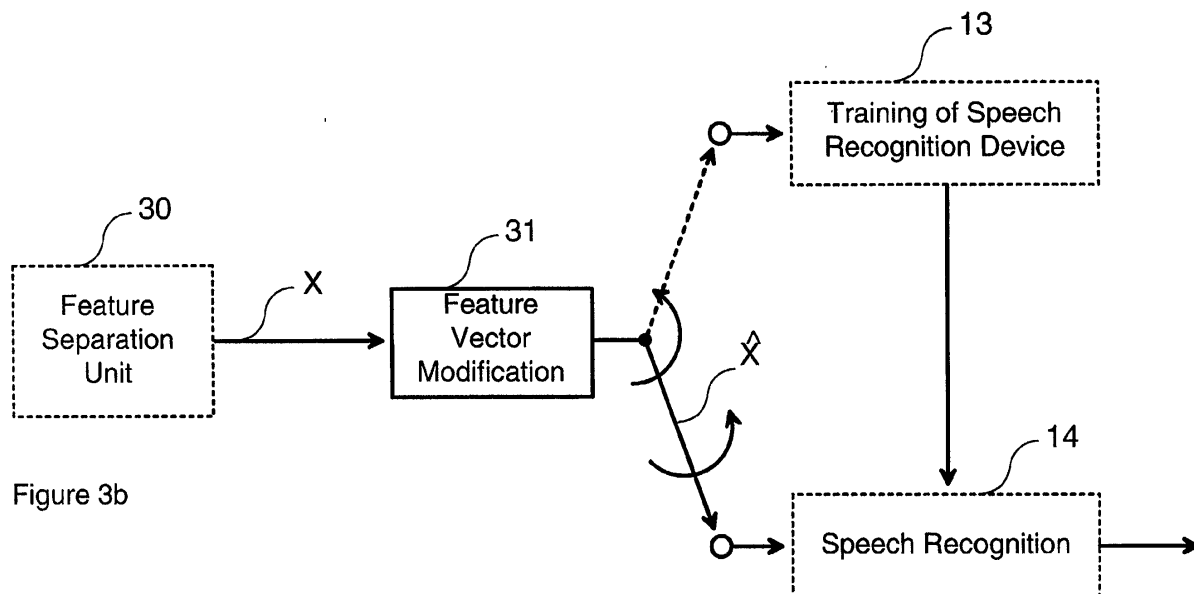 13
Training of Speech
Recognition Device
30
31
X
Feature
Separation
Unit
Feature
Vector
Modification
X̂
14
Figure 3b
Speech Recognition